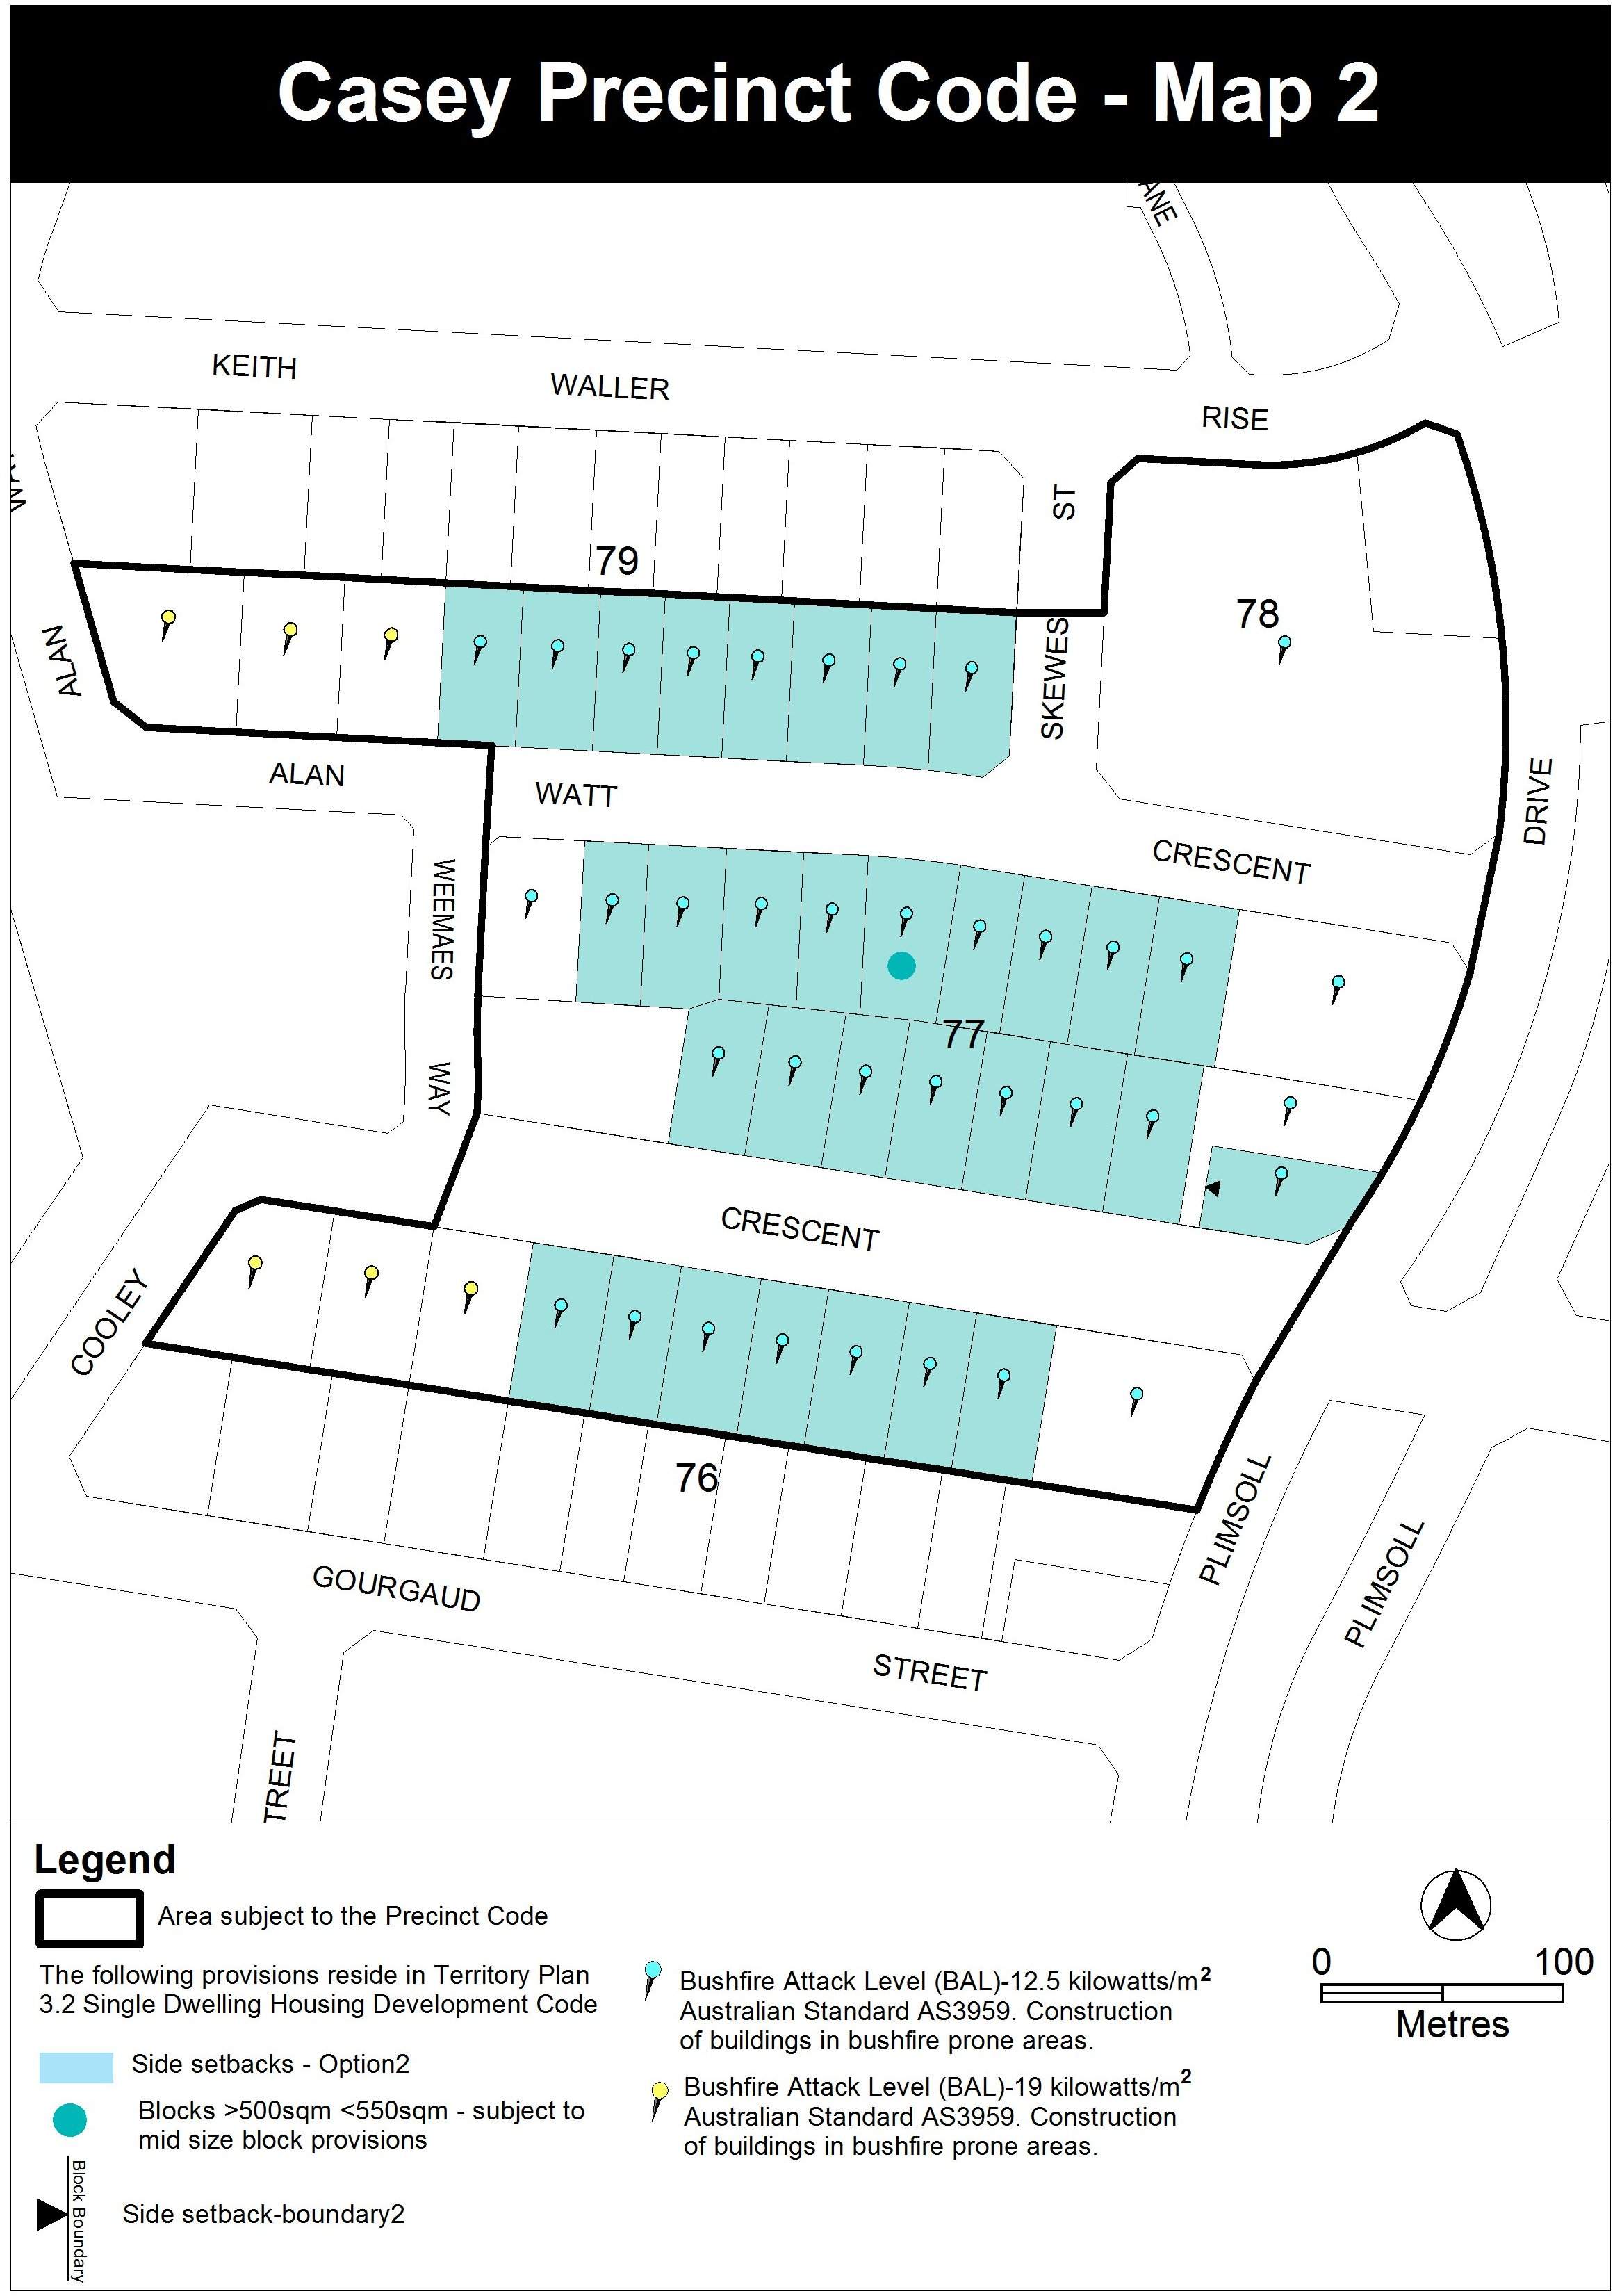 Casey Precinct Code - Map 2
ANE
KEITH
WALLER
RISE
ST
79
78
SKEWES
ALAN
ALAN
WATT
CRESCENT
DRIVE
WEEMAES
WAY
77
CRESCENT
COOLEY
76
PLIMSOLL
PLIMSOLL
GOURGAUD
STREET
TREET
Legend
Area subject to the Precinct Code
The following provisions reside in Territory Plan
3.2 Single Dwelling Housing Development Code
Side setbacks - Option2
Blocks >500sqm <550sqm - subject to
mid size block provisions
Block Boundary
Side setback-boundary2
Bushfire Attack Level (BAL)-12.5 kilowatts/m²
Australian Standard AS3959. Construction
of buildings in bushfire prone areas.
Bushfire Attack Level (BAL)-19 kilowatts/m²
Australian Standard AS3959. Construction
of buildings in bushfire prone areas.
0 100
Metres